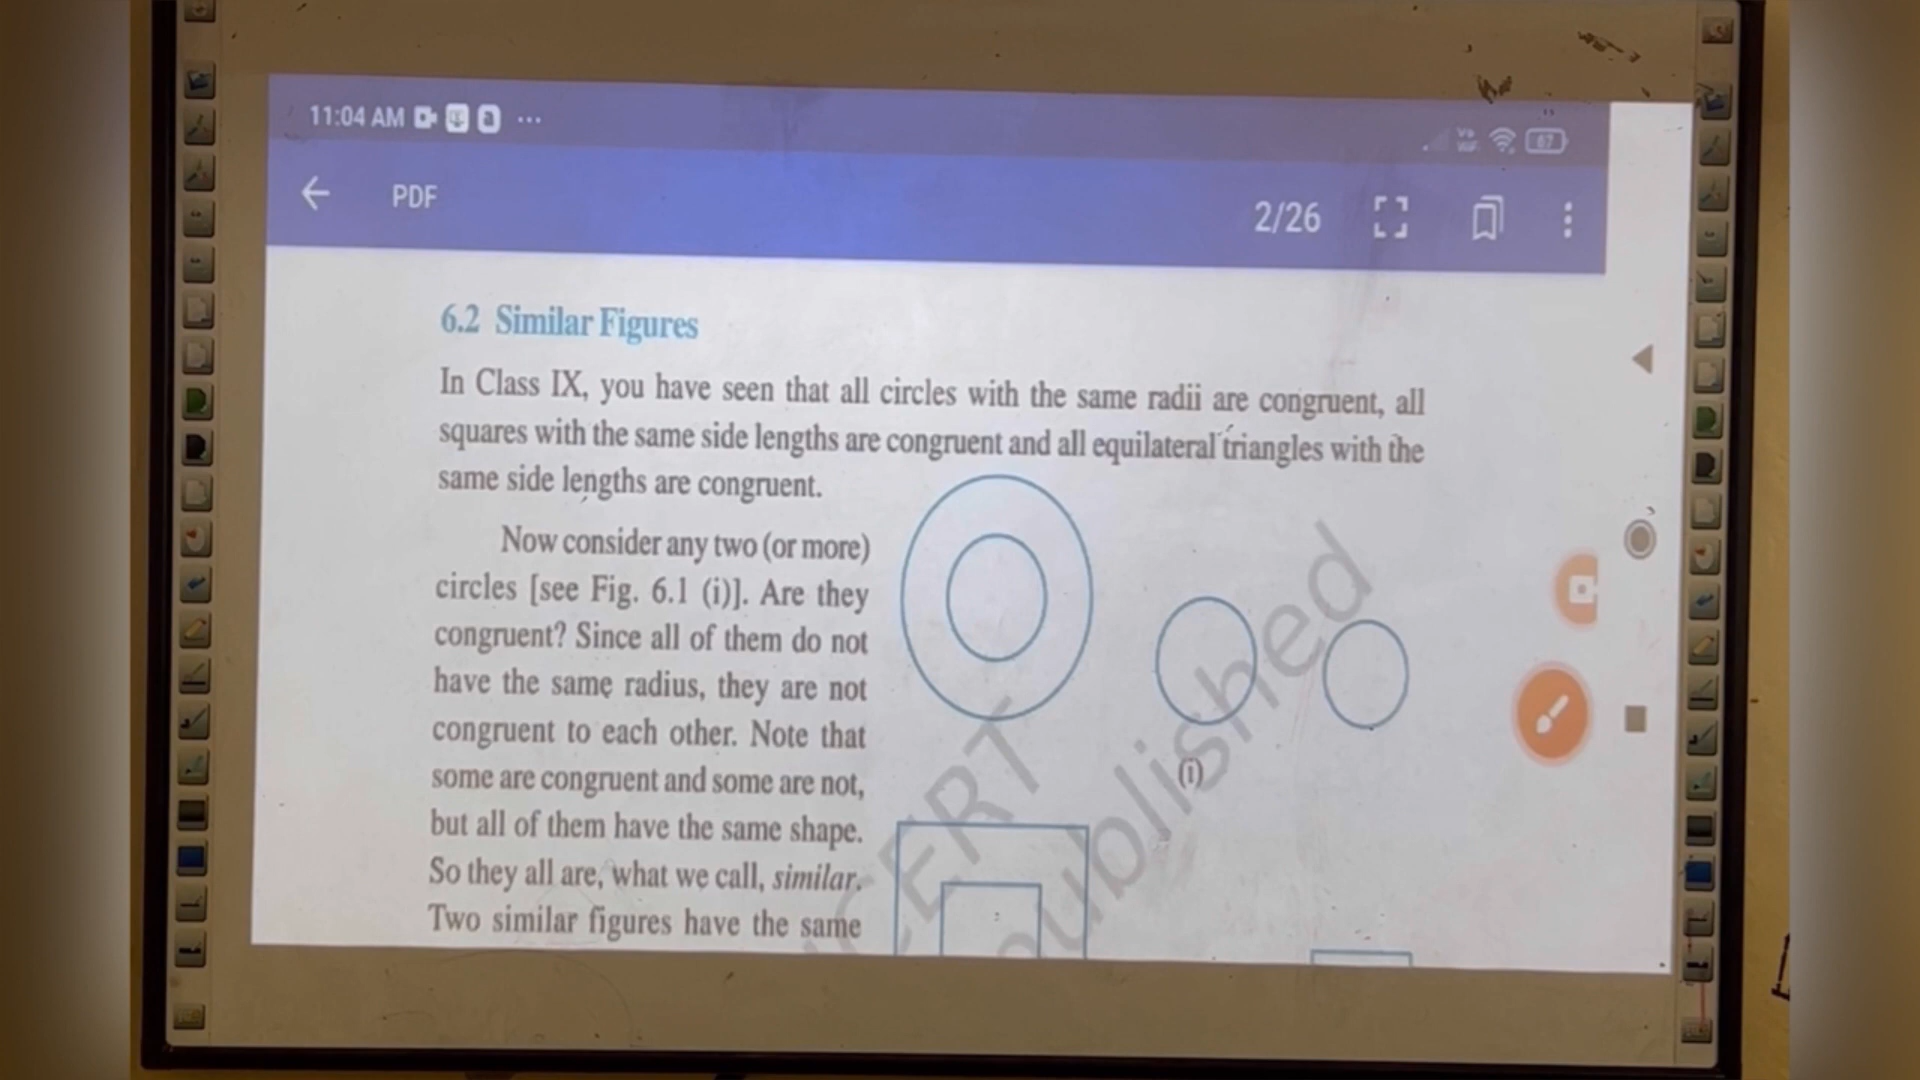 11:04 AM ...
67
PDF
2/26
6.2 Similar Figures
In Class IX, you have seen that all circles with the same radii are congruent, all
squares with the same side lengths are congruent and all equilateral triangles with the
same side lengths are congruent.
Now consider any two (or more)
circles [see Fig. 6.1 (i)]. Are they
congruent? Since all of them do not
have the same radius, they are not
congruent to each other. Note that
some are congruent and some are not,
but all of them have the same shape.
So they all are, what we call, similar.
Two similar figures have the same
(i)
NCERT
published